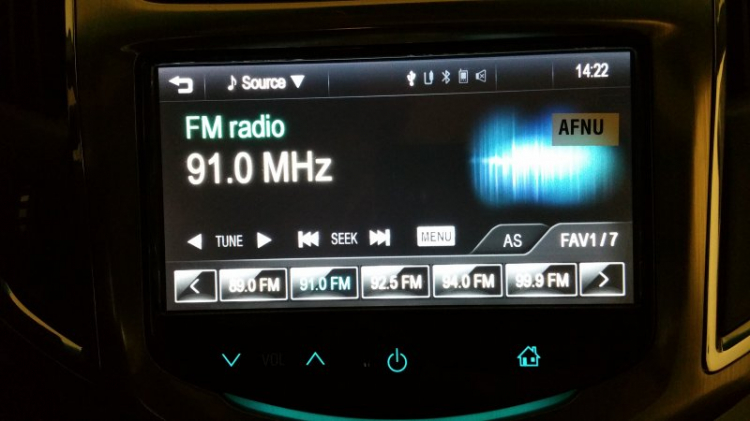 Source 14:22
FM radio
AFNU
91.0 MHz
TUNE SEEK MENU AS FAV1/7
89.0 FM 91.0 FM 92.5 FM 94.0 FM 99.9 FM
VOL